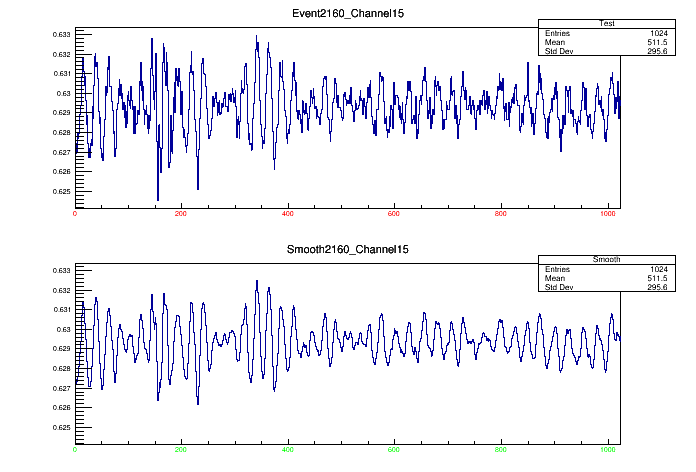 Event2160_Channel15
Test
Entries 1024
Mean 511.5
Std Dev 295.6
0.633
0.632
0.631
0.63
0.629
0.628
0.627
0.626
0.625
0 200 400 600 800 1000
Smooth2160_Channel15
Smooth
Entries 1024
Mean 511.5
Std Dev 295.6
0.633
0.632
0.631
0.63
0.629
0.628
0.627
0.626
0.625
0 200 400 600 800 1000